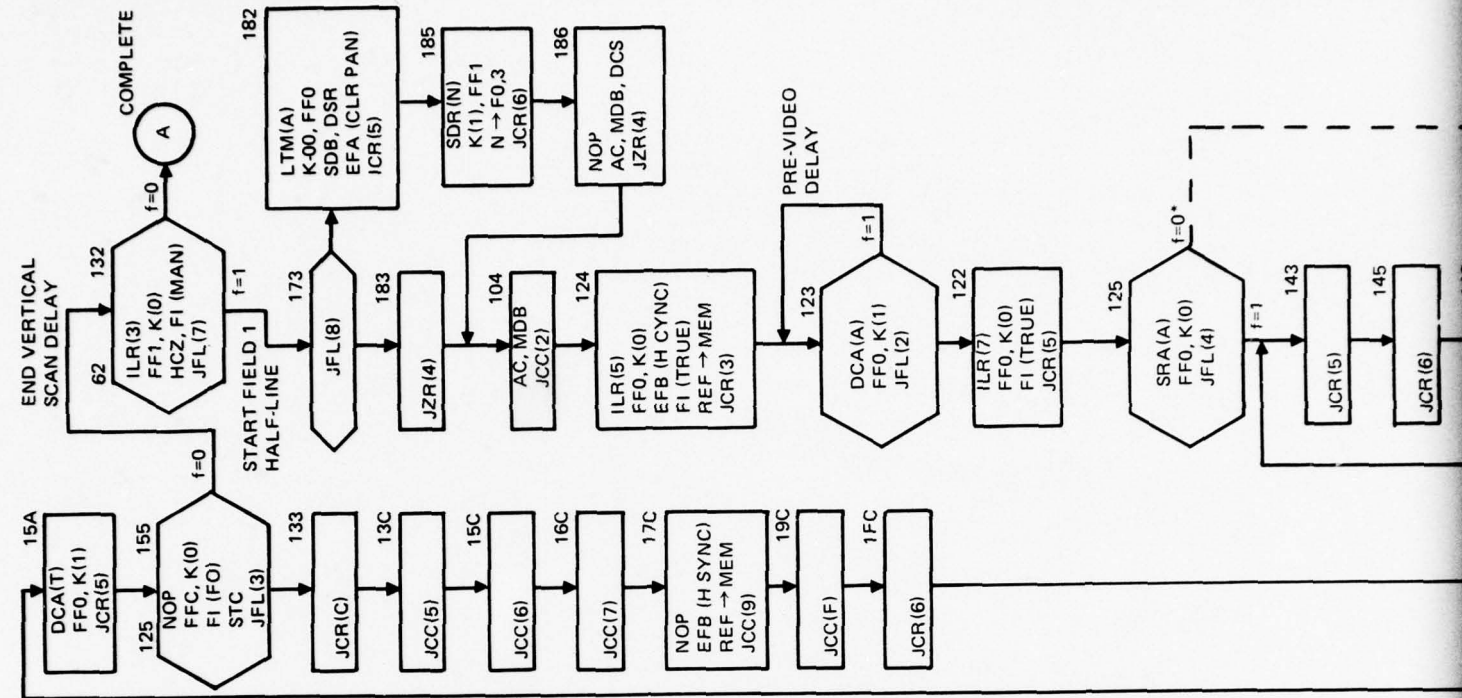 15A
DCA(T)
FF0, K(1)
JCR(5)
125
155
NOP
FFC, K(0)
FI (FO)
STC
JFL(3)
f=0
133
JCR(C)
13C
JCC(5)
15C
JCC(6)
16C
JCC(7)
17C
NOP
EFB (H SYNC)
REF → MEM
JCC(9)
19C
JCC(F)
1FC
JCR(6)
END VERTICAL
SCAN DELAY
62
132
ILR(3)
FF1, K(0)
HCZ, FI (MAN)
JFL(7)
f=0
COMPLETE
A
f=1
START FIELD 1
HALF-LINE
173
JFL(8)
183
JZR(4)
104
AC, MDB
JCC(2)
124
ILR(5)
FF0, K(0)
EFB (H CYNC)
FI (TRUE)
REF → MEM
JCR(3)
182
LTM(A)
K-00, FF0
SDB, DSR
EFA (CLR PAN)
ICR(5)
185
SDR(N)
K(1), FF1
N → F0,3
JCR(6)
186
NOP
AC, MDB, DCS
JZR(4)
PRE-VIDEO
DELAY
123
DCA(A)
FF0, K(1)
JFL(2)
f=1
122
ILR(7)
FF0, K(0)
FI (TRUE)
JCR(5)
125
SRA(A)
FF0, K(0)
JFL(4)
f=0*
f=1
143
JCR(5)
145
JCR(6)